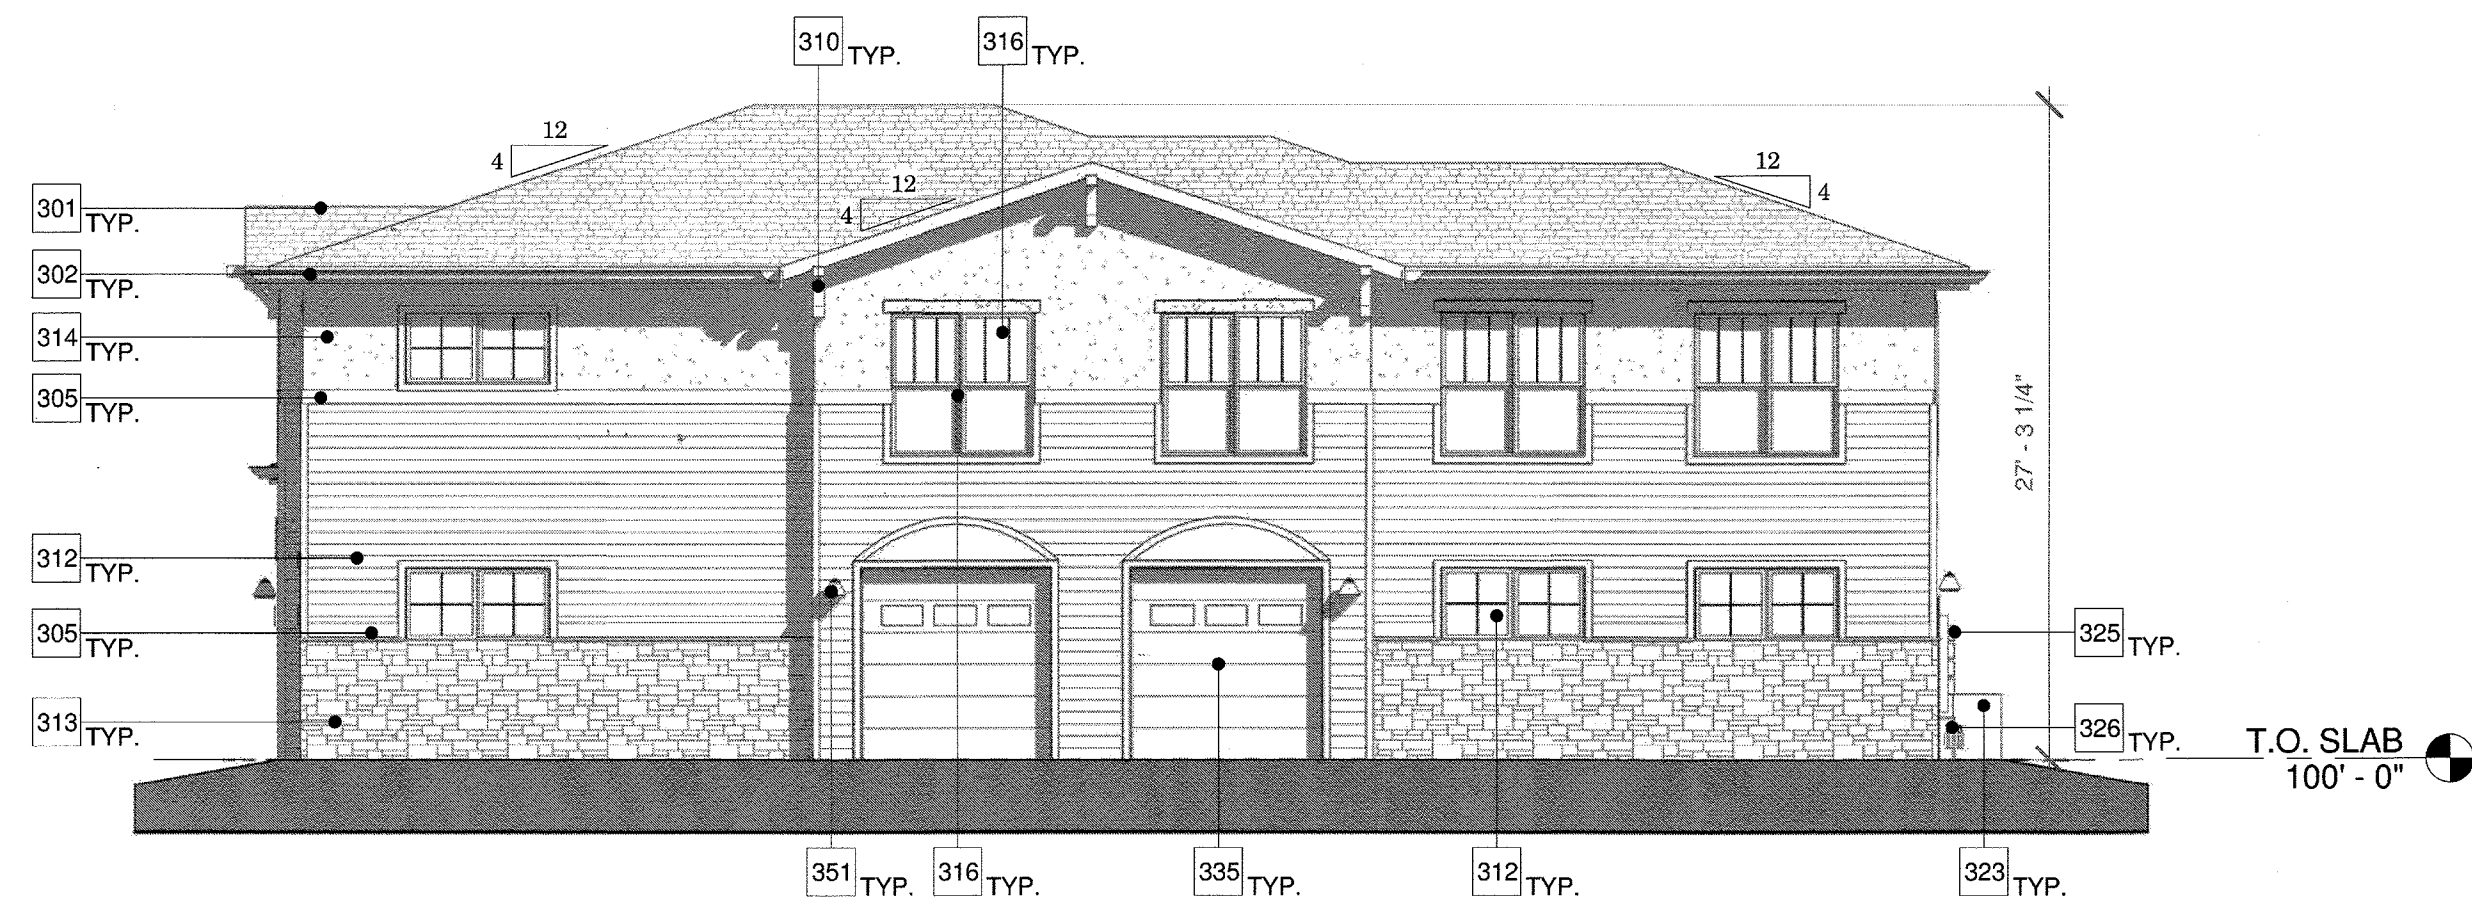 310 TYP.
316 TYP.
12
4
12
4
12
4
301 TYP.
302 TYP.
314 TYP.
305 TYP.
27' - 3 1/4"
312 TYP.
305 TYP.
325 TYP.
313 TYP.
326 TYP.
T.O. SLAB
100' - 0"
351 TYP.
316 TYP.
335 TYP.
312 TYP.
323 TYP.